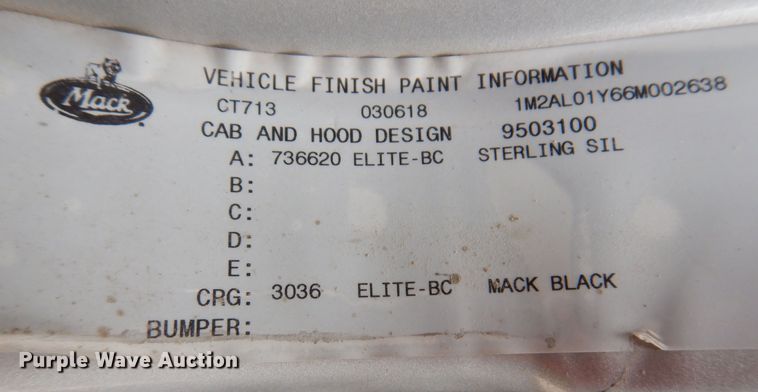 Mack
VEHICLE FINISH PAINT INFORMATION
CT713 030618 1M2AL01Y66M002638
CAB AND HOOD DESIGN 9503100
A: 736620 ELITE-BC STERLING SIL
B:
C:
D:
E:
CRG: 3036 ELITE-BC MACK BLACK
BUMPER:
Purple Wave Auction